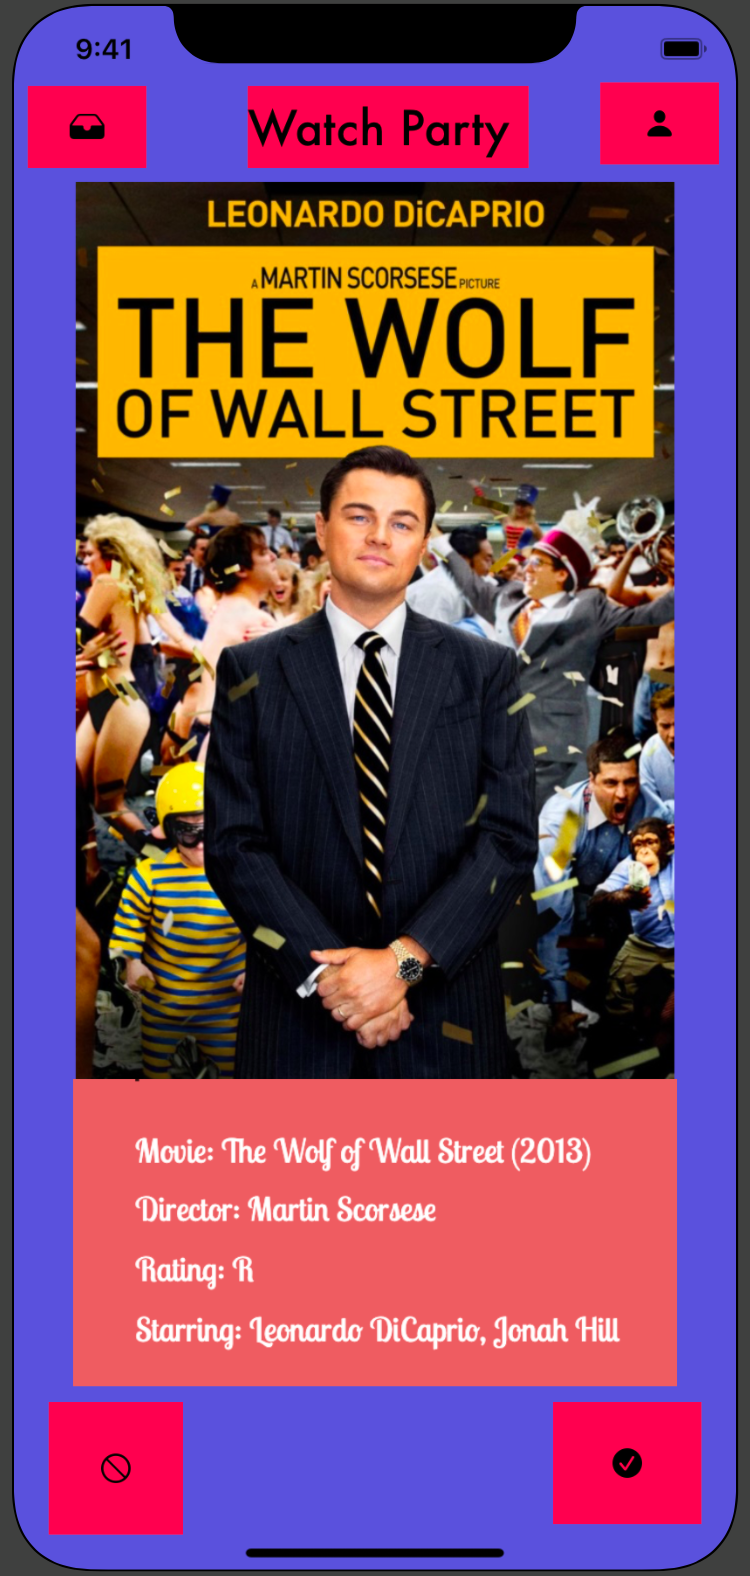 9:41
Watch Party
LEONARDO DiCAPRIO
A MARTIN SCORSESE PICTURE
THE WOLF
OF WALL STREET
Movie: The Wolf of Wall Street (2013)
Director: Martin Scorsese
Rating: R
Starring: Leonardo DiCaprio, Jonah Hill